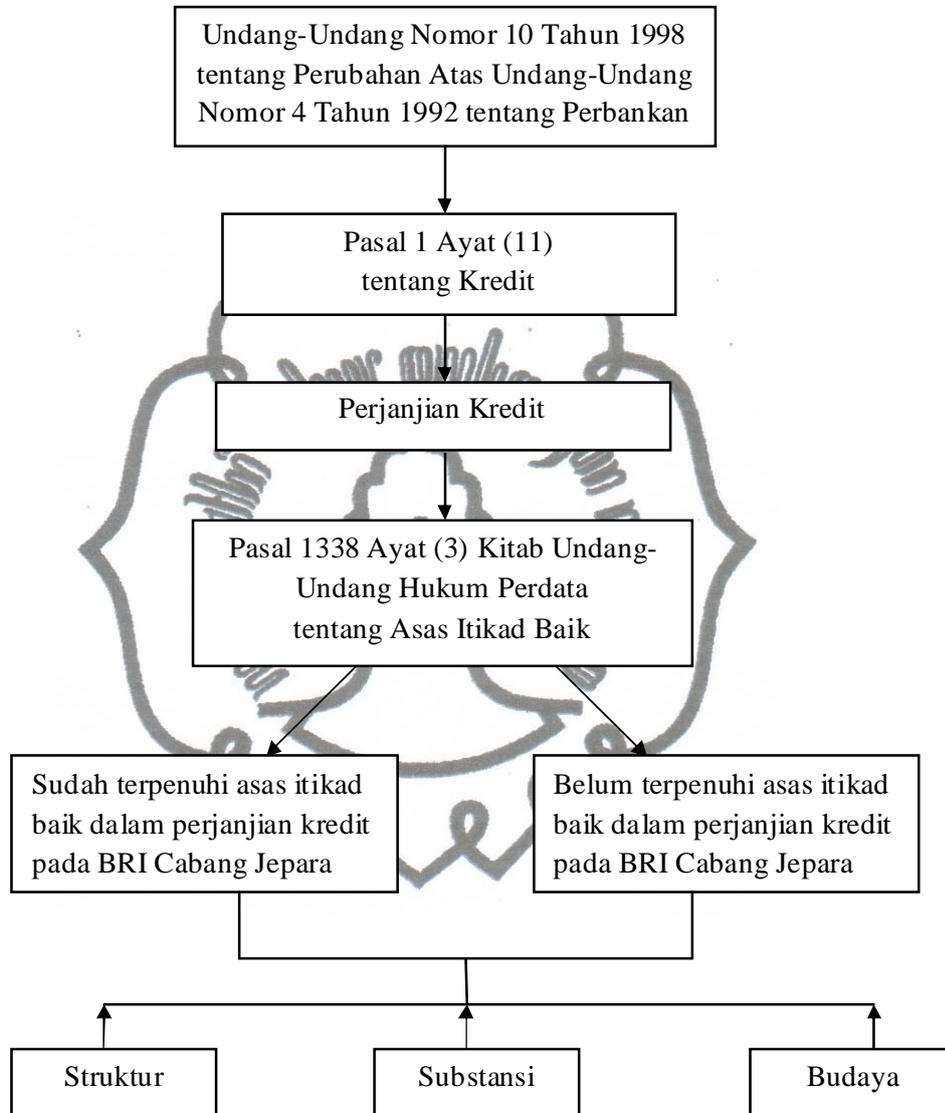 Undang-Undang Nomor 10 Tahun 1998
tentang Perubahan Atas Undang-Undang
Nomor 4 Tahun 1992 tentang Perbankan
Pasal 1 Ayat (11)
tentang Kredit
Perjanjian Kredit
Pasal 1338 Ayat (3) Kitab Undang-
Undang Hukum Perdata
tentang Asas Itikad Baik
Sudah terpenuhi asas itikad
baik dalam perjanjian kredit
pada BRI Cabang Jepara
Belum terpenuhi asas itikad
baik dalam perjanjian kredit
pada BRI Cabang Jepara
Struktur
Substansi
Budaya